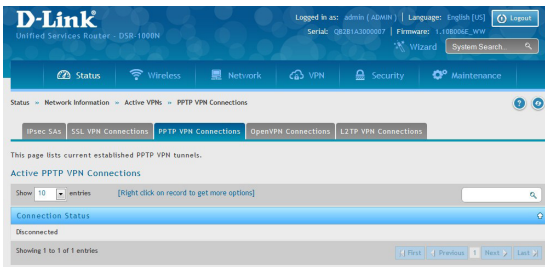 D-Link
Logged in as: admin ( ADMIN ) | Language: English [US] Logout
Unified Services Router - DSR-1000N
Serial: QB2B1A3000007 | Firmware: 1.10B006E_WW
Wizard System Search...
Status Wireless Network VPN Security Maintenance
Status » Network Information » Active VPNs » PPTP VPN Connections
IPsec SAs SSL VPN Connections PPTP VPN Connections OpenVPN Connections L2TP VPN Connections
This page lists current established PPTP VPN tunnels.
Active PPTP VPN Connections
Show 10 entries [Right click on record to get more options]
Connection Status
Disconnected
Showing 1 to 1 of 1 entries
First Previous 1 Next Last